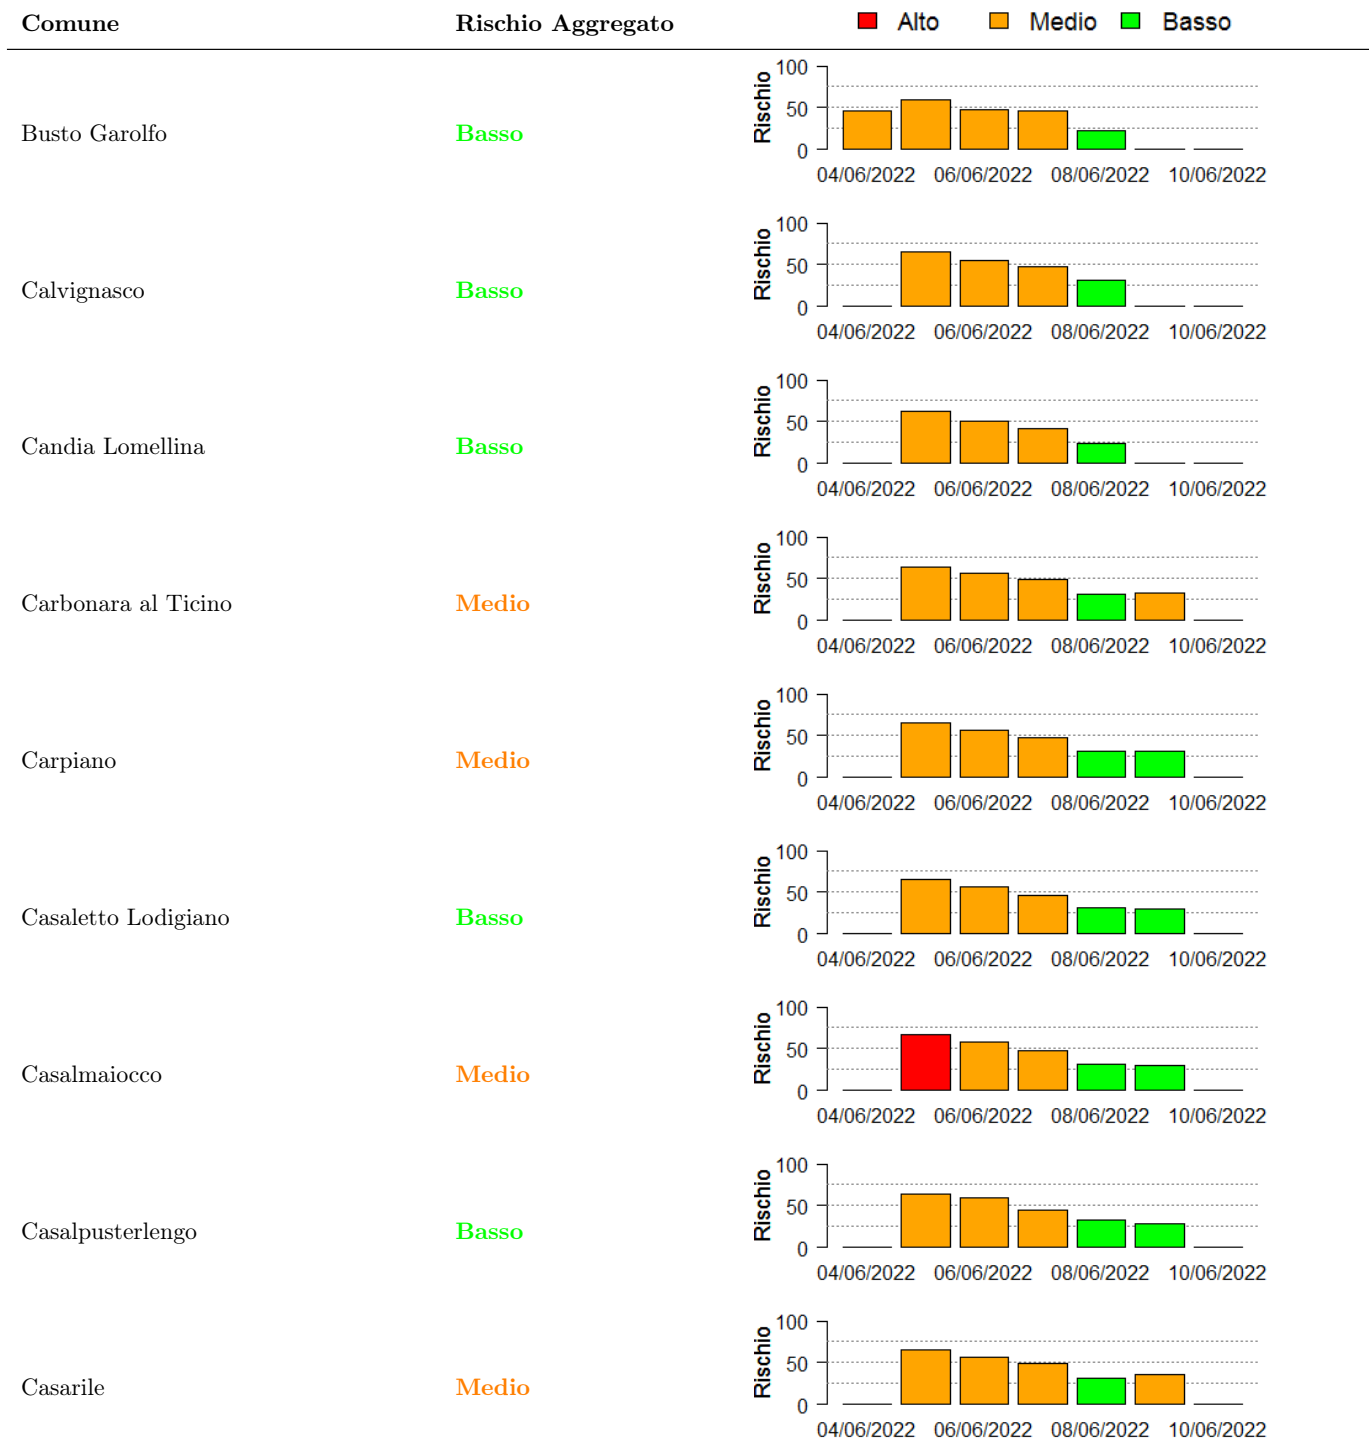 Comune Rischio Aggregato Alto Medio Basso
Busto Garolfo Basso
Rischio
100
50
0
04/06/2022 06/06/2022 08/06/2022 10/06/2022
Calvignasco Basso
Rischio
100
50
0
04/06/2022 06/06/2022 08/06/2022 10/06/2022
Candia Lomellina Basso
Rischio
100
50
0
04/06/2022 06/06/2022 08/06/2022 10/06/2022
Carbonara al Ticino Medio
Rischio
100
50
0
04/06/2022 06/06/2022 08/06/2022 10/06/2022
Carpiano Medio
Rischio
100
50
0
04/06/2022 06/06/2022 08/06/2022 10/06/2022
Casaletto Lodigiano Basso
Rischio
100
50
0
04/06/2022 06/06/2022 08/06/2022 10/06/2022
Casalmaiocco Medio
Rischio
100
50
0
04/06/2022 06/06/2022 08/06/2022 10/06/2022
Casalpusterlengo Basso
Rischio
100
50
0
04/06/2022 06/06/2022 08/06/2022 10/06/2022
Casarile Medio
Rischio
100
50
0
04/06/2022 06/06/2022 08/06/2022 10/06/2022